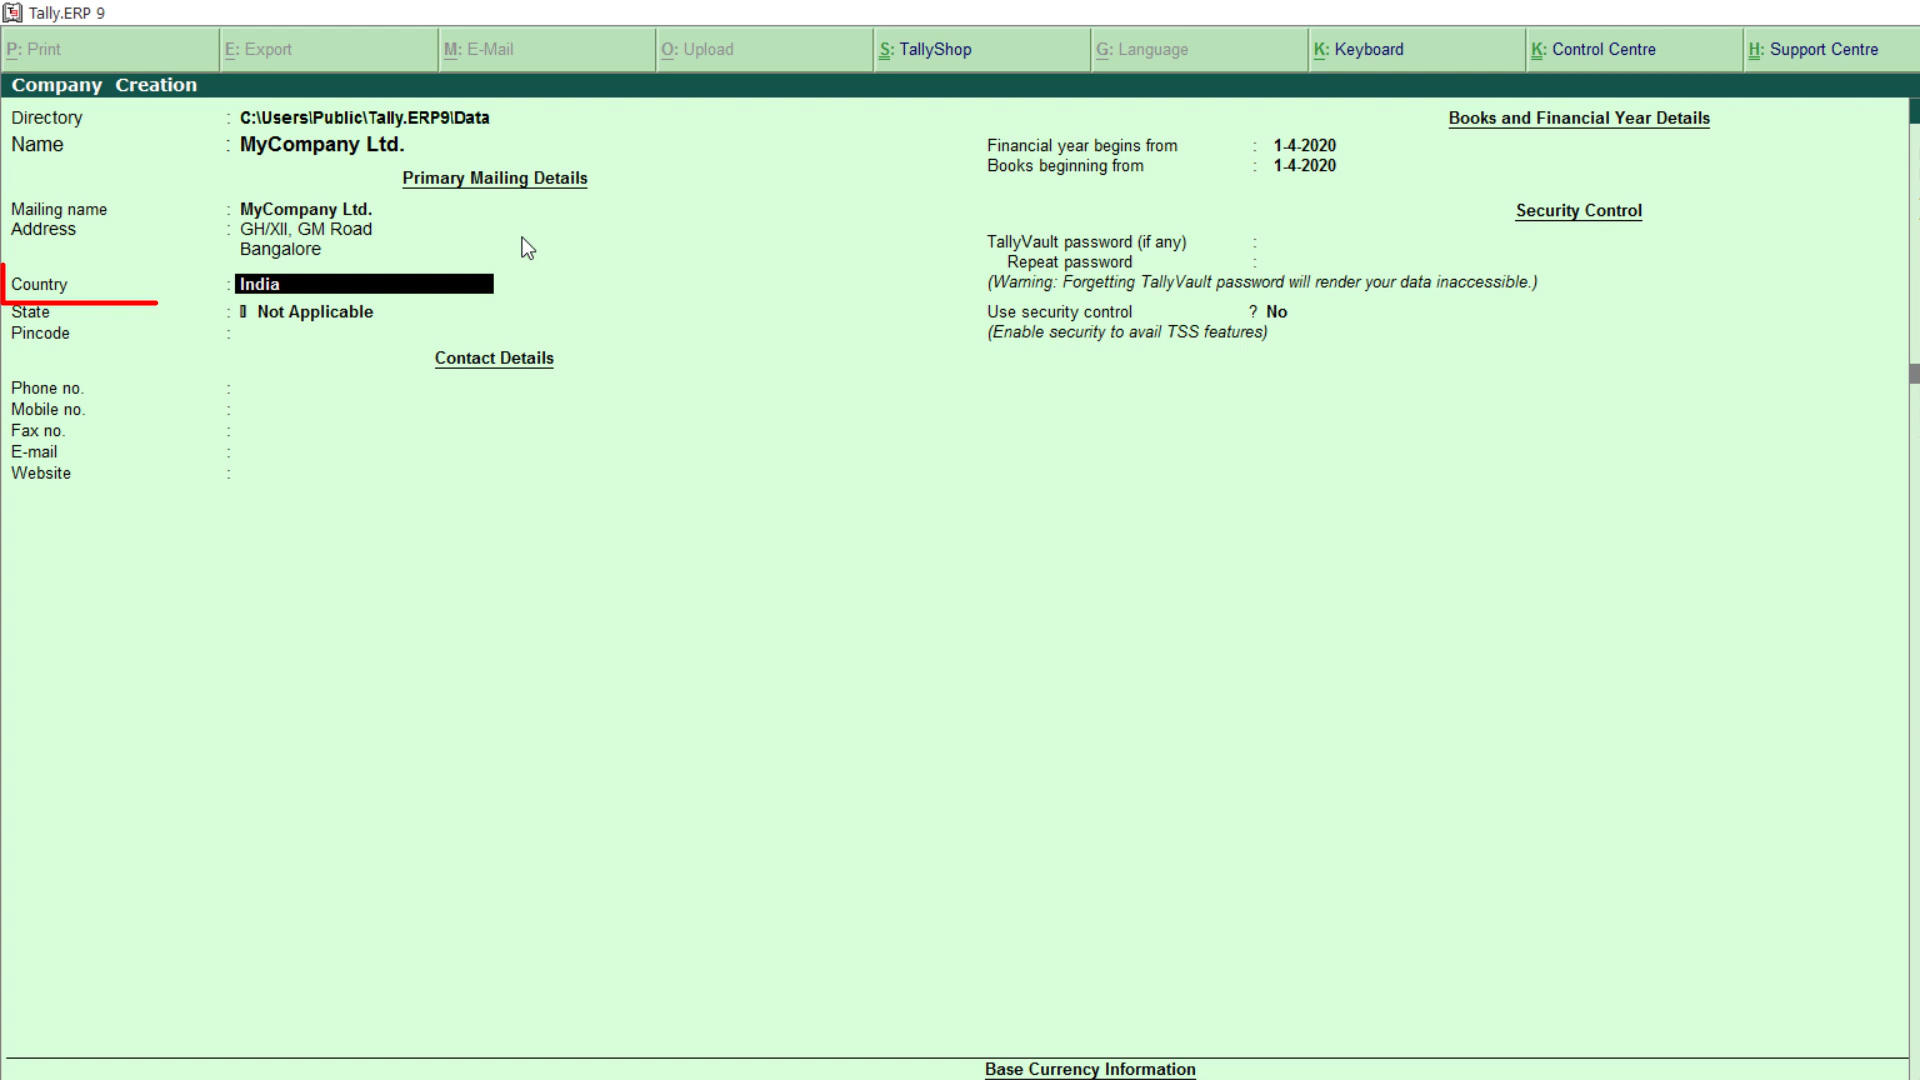 Tally.ERP 9
P: Print E: Export M: E-Mail O: Upload S: TallyShop G: Language K: Keyboard K: Control Centre H: Support Centre
Company Creation
Directory : C:\Users\Public\Tally.ERP9\Data
Name : MyCompany Ltd.
Primary Mailing Details
Mailing name : MyCompany Ltd.
Address : GH/XII, GM Road
Bangalore
Country : India
State : Not Applicable
Pincode :
Contact Details
Phone no. :
Mobile no. :
Fax no. :
E-mail :
Website :
Books and Financial Year Details
Financial year begins from : 1-4-2020
Books beginning from : 1-4-2020
Security Control
TallyVault password (if any) :
Repeat password :
(Warning: Forgetting TallyVault password will render your data inaccessible.)
Use security control ? No
(Enable security to avail TSS features)
Base Currency Information